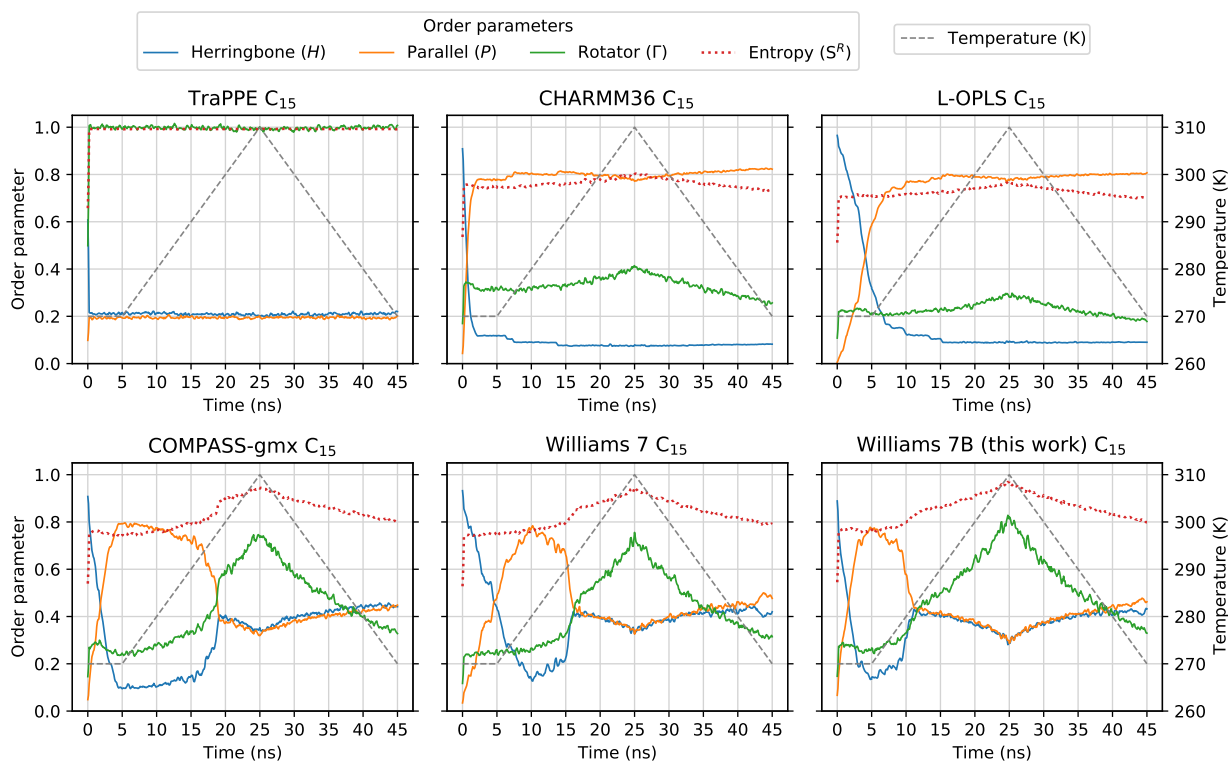 Order parameters
Herringbone (H) Parallel (P) Rotator (Γ) Entropy (S^R)
Temperature (K)
TraPPE C₁₅
CHARMM36 C₁₅
L-OPLS C₁₅
Order parameter
1.0
0.8
0.6
0.4
0.2
0.0
310
300
290
280
270
260
Temperature (K)
0 5 10 15 20 25 30 35 40 45
0 5 10 15 20 25 30 35 40 45
0 5 10 15 20 25 30 35 40 45
Time (ns)
Time (ns)
Time (ns)
COMPASS-gmx C₁₅
Williams 7 C₁₅
Williams 7B (this work) C₁₅
Order parameter
1.0
0.8
0.6
0.4
0.2
0.0
310
300
290
280
270
260
Temperature (K)
0 5 10 15 20 25 30 35 40 45
0 5 10 15 20 25 30 35 40 45
0 5 10 15 20 25 30 35 40 45
Time (ns)
Time (ns)
Time (ns)